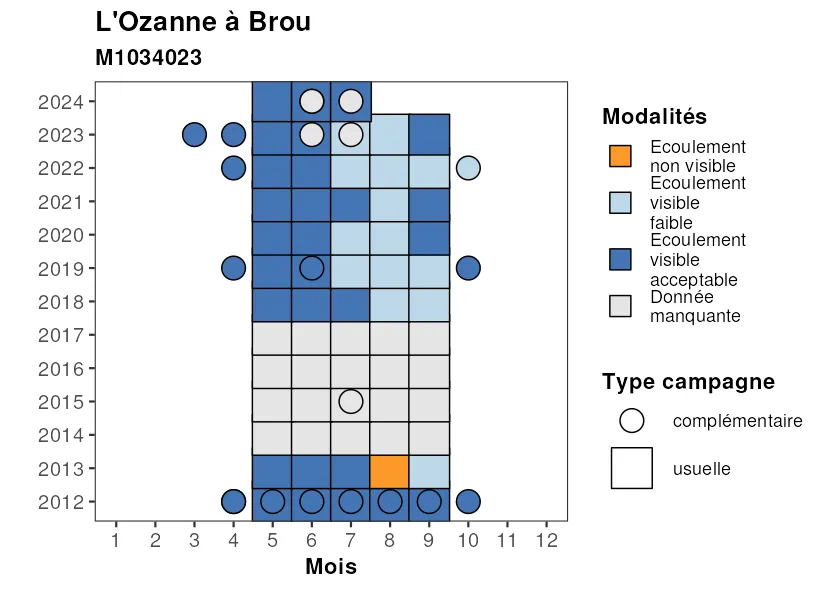 L'Ozanne à Brou
M1034023
2024
2023
2022
2021
2020
2019
2018
2017
2016
2015
2014
2013
2012
1 2 3 4 5 6 7 8 9 10 11 12
Mois
Modalités
Ecoulement
non visible
Ecoulement
visible
faible
Ecoulement
visible
acceptable
Donnée
manquante
Type campagne
complémentaire
usuelle